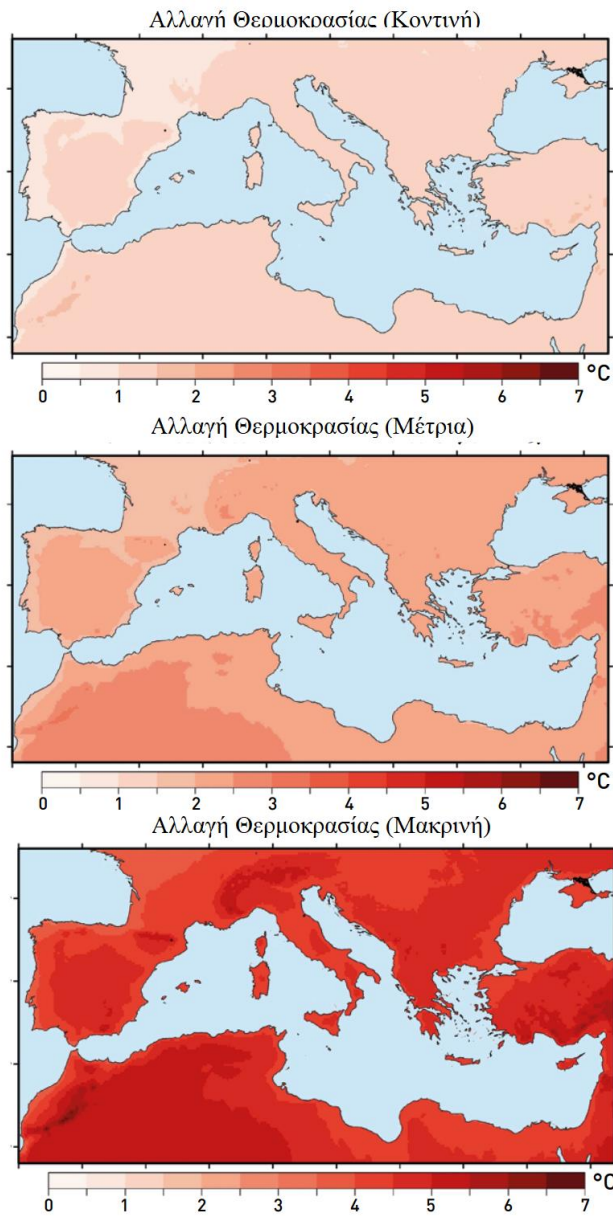 Αλλαγή Θερμοκρασίας (Κοντινή)
0 1 2 3 4 5 6 7 °C
Αλλαγή Θερμοκρασίας (Μέτρια)
0 1 2 3 4 5 6 7 °C
Αλλαγή Θερμοκρασίας (Μακρινή)
0 1 2 3 4 5 6 7 °C